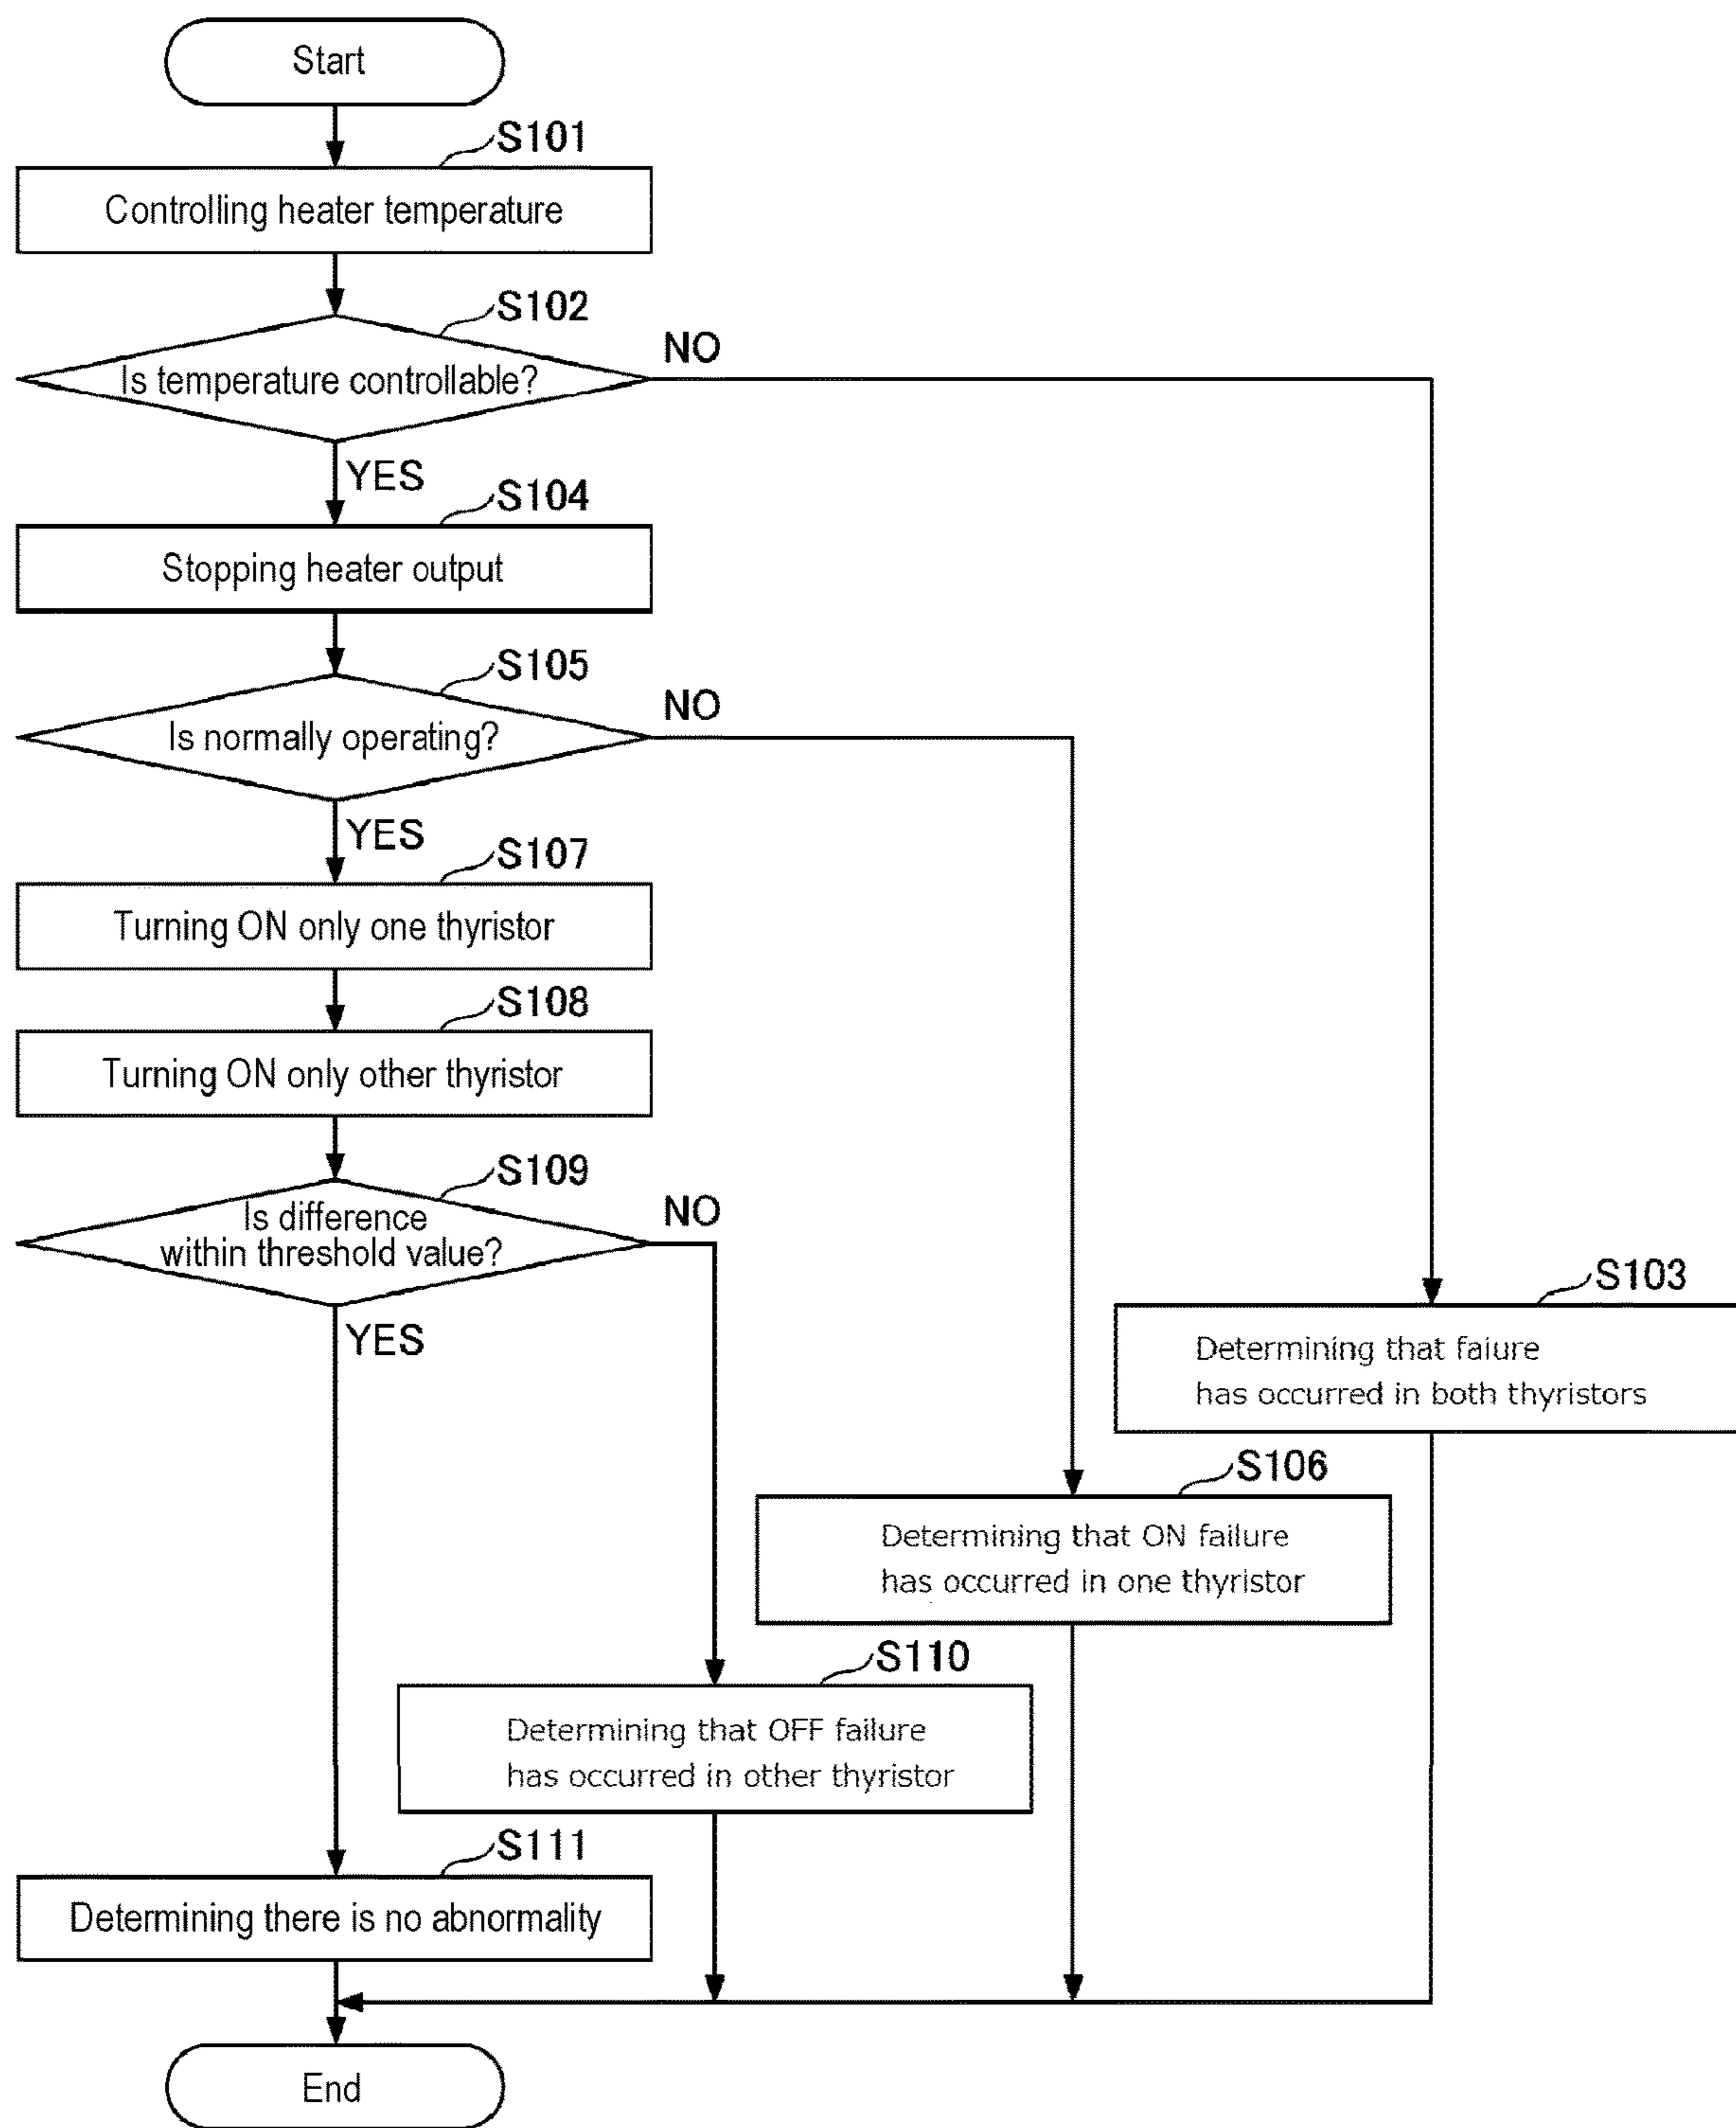 Start
S101
Controlling heater temperature
S102
Is temperature controllable?
NO
YES
S104
Stopping heater output
S105
Is normally operating?
NO
YES
S107
Turning ON only one thyristor
S108
Turning ON only other thyristor
S109
Is difference
within threshold value?
NO
YES
S103
Determining that faiure
has occurred in both thyristors
S106
Determining that ON failure
has occurred in one thyristor
S110
Determining that OFF failure
has occurred in other thyristor
S111
Determining there is no abnormality
End